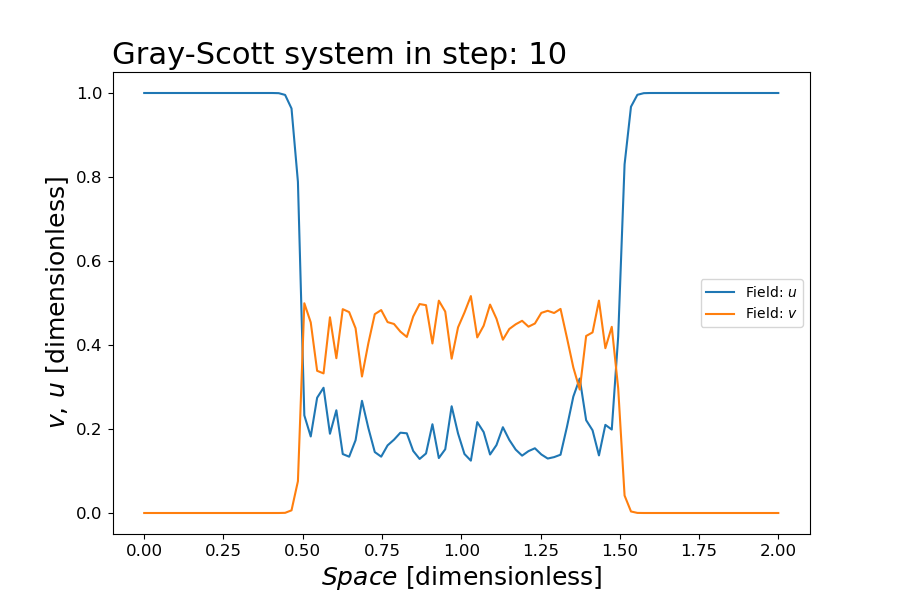 Gray-Scott system in step: 10
1.0
0.8
0.6
0.4
0.2
0.0
v, u [dimensionless]
Field: u
Field: v
0.00 0.25 0.50 0.75 1.00 1.25 1.50 1.75 2.00
Space [dimensionless]